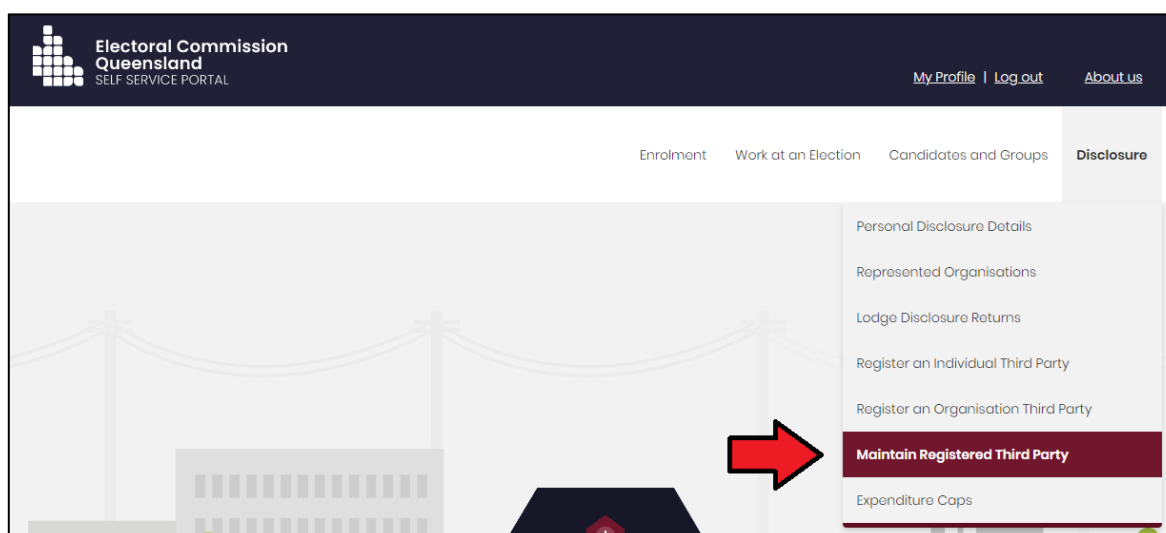 Electoral Commission
Queensland
SELF SERVICE PORTAL
My Profile | Log out About us
Enrolment Work at an Election Candidates and Groups Disclosure
Personal Disclosure Details
Represented Organisations
Lodge Disclosure Returns
Register an Individual Third Party
Register an Organisation Third Party
Maintain Registered Third Party
Expenditure Caps